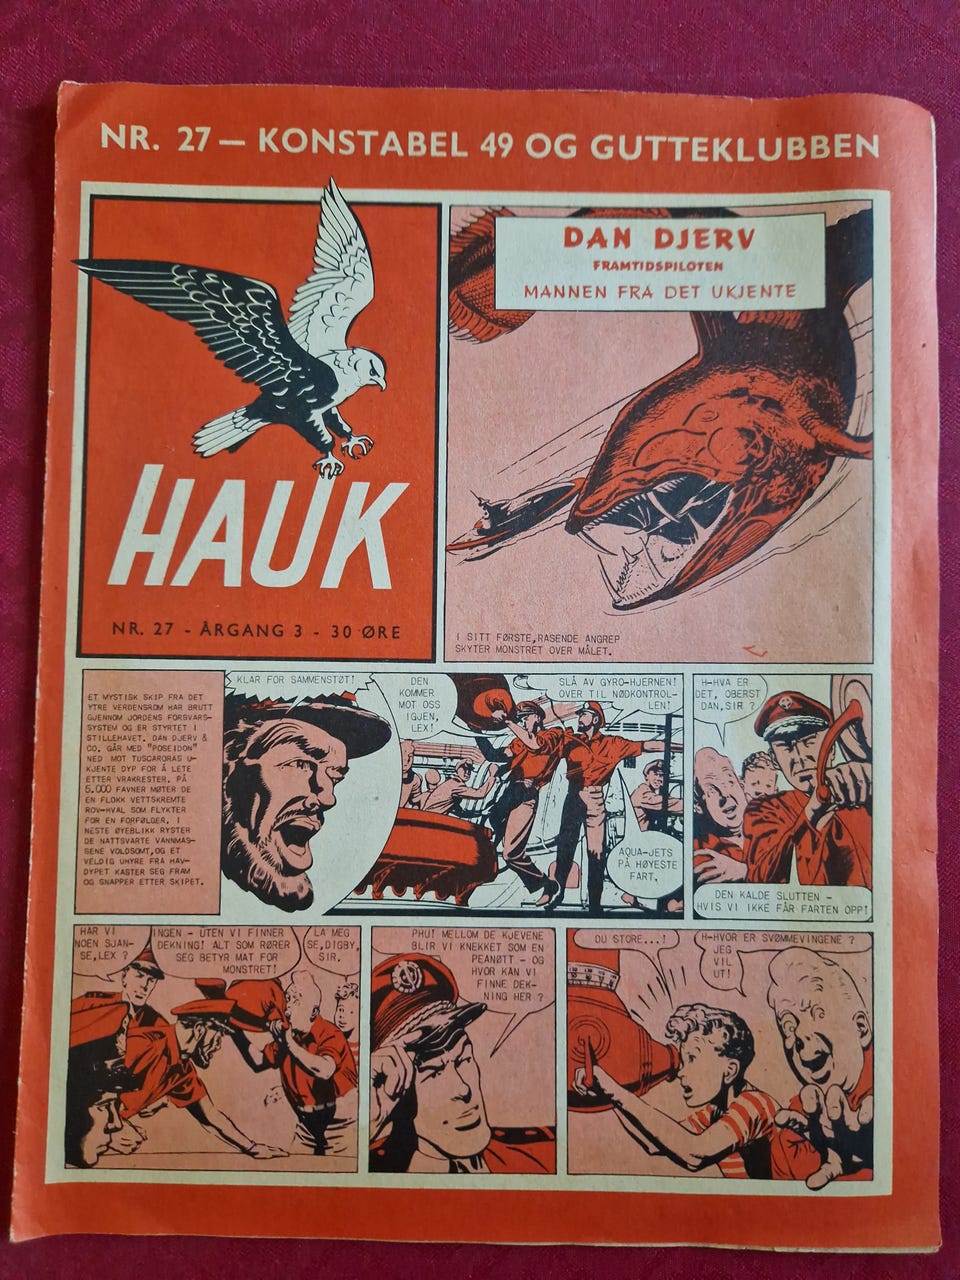 NR. 27 — KONSTABEL 49 OG GUTTEKLUBBEN
HAUK
NR. 27 - ÅRGANG 3 - 30 ØRE
DAN DJERV
FRAMTIDSPILOTEN
MANNEN FRA DET UKJENTE
I SITT FØRSTE, RASENDE ANGREP
SKYTER MONSTRET OVER MÅLET.
ET MYSTISK SKIP FRA DET
YTRE VERDENSROM HAR BRUTT
GJENNOM JORDENS FORSVARS-
SYSTEM OG ER STYRTET I
STILLEHAVET. DAN DJERV &
CO. GÅR MED "POSEIDON"
NED MOT TUSCARORAS U-
KJENTE DYP FOR Å LETE
ETTER VRAKRESTER. PÅ
5.000 FAVNER MØTER DE
EN FLOKK VETTSKREMTE
ROV-HVAL SOM FLYKTER
FOR EN FORFØLGER. I
NESTE ØYEBLIKK RYSTER
DE NATTSVARTE VANNMAS-
SENE VOLDSOMT, OG ET
VELDIG UHYRE FRA HAV-
DYPET KASTER SEG FRAM
OG SNAPPER ETTER SKIPET.
KLAR FOR SAMMENSTØT!
DEN
KOMMER
MOT OSS
IGJEN,
LEX!
SLÅ AV GYRO-HJERNEN!
OVER TIL NØDKONTROL-
LEN!
AQUA-JETS
PÅ HØYESTE
FART.
H-HVA ER
DET, OBERST
DAN, SIR ?
DEN KALDE SLUTTEN -
HVIS VI IKKE FÅR FARTEN OPP!
HAR VI
NOEN SJAN-
SE, LEX ?
INGEN - UTEN VI FINNER
DEKNING! ALT SOM RØRER
SEG BETYR MAT FOR
MONSTRET!
LA MEG
SE, DIGBY,
SIR.
PHU! MELLOM DE KJEVENE
BLIR VI KNEKKET SOM EN
PEANØTT - OG
HVOR KAN VI
FINNE DEK-
NING HER ?
DU STORE...!
H-HVOR ER SVØMMEVINGENE ?
JEG
VIL
UT!